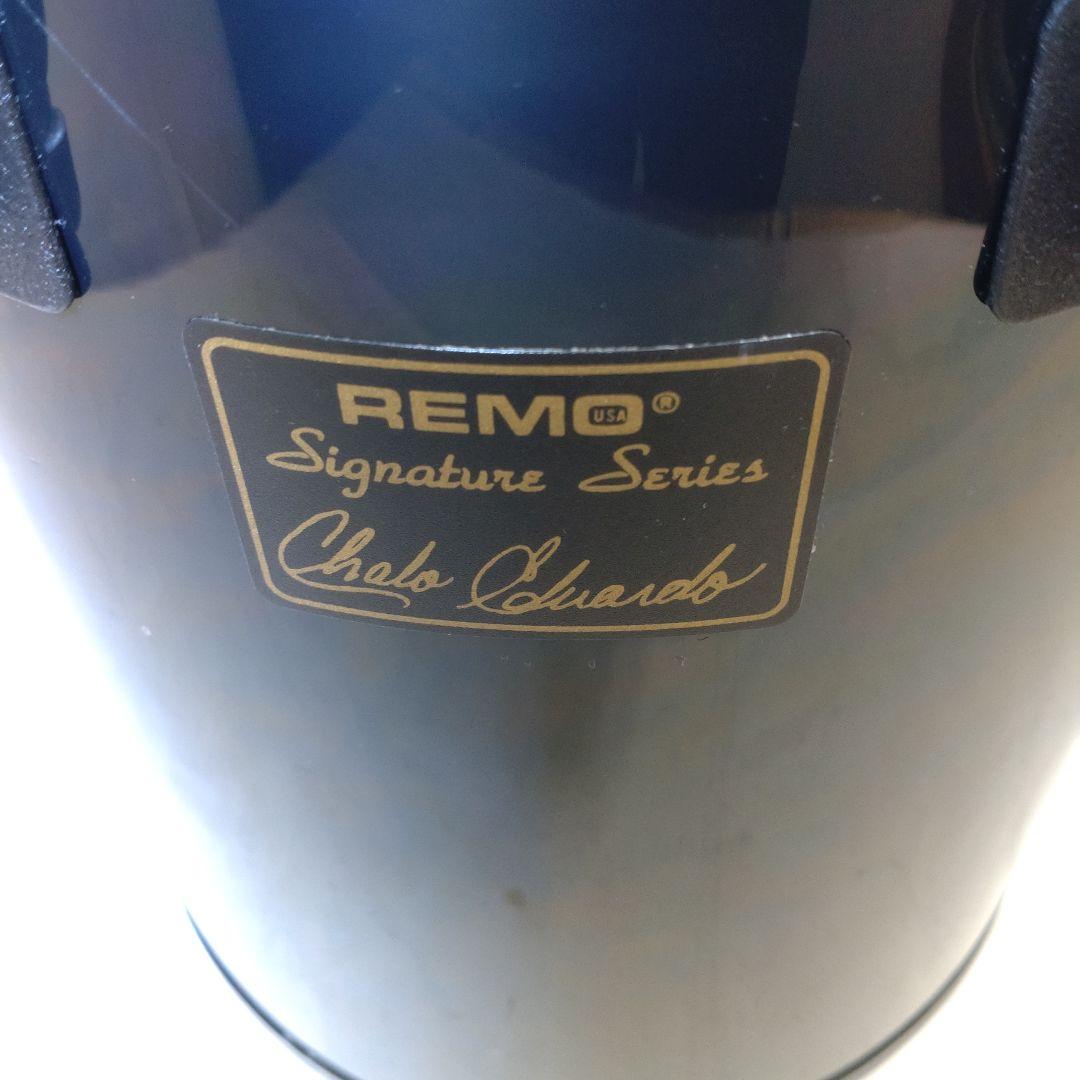 REMO USA ®
Signature Series
Chalo Eduardo